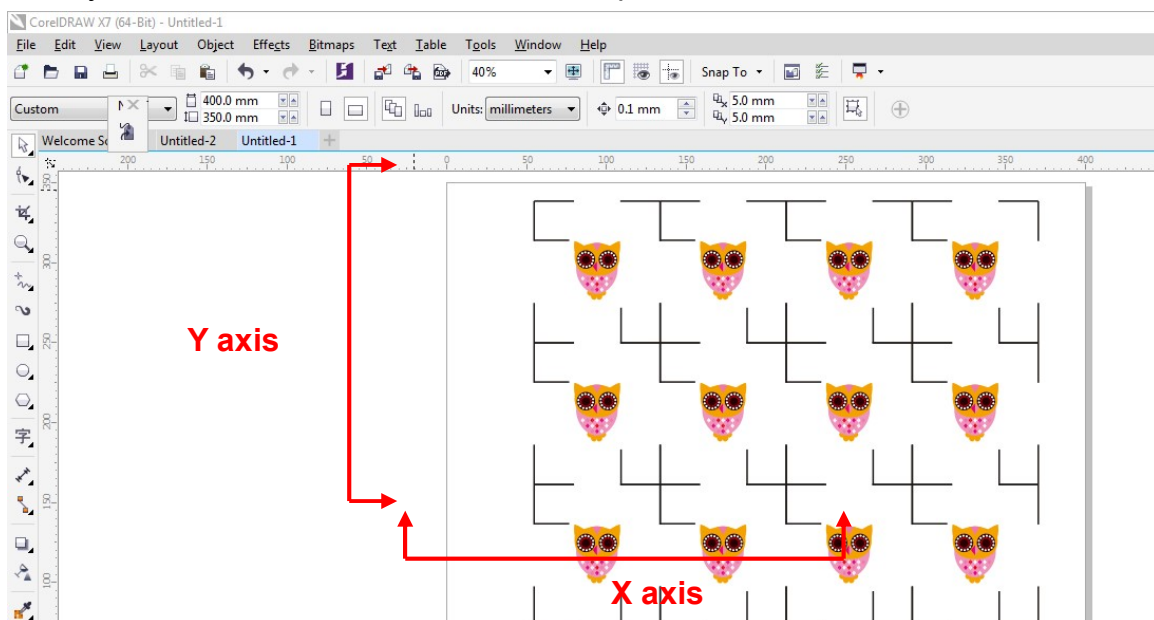 CorelDRAW X7 (64-Bit) - Untitled-1
File Edit View Layout Object Effects Bitmaps Text Table Tools Window Help
40% Snap To
Custom 400.0 mm 350.0 mm Units: millimeters 0.1 mm 5.0 mm 5.0 mm
Untitled-2 Untitled-1
200 150 100 50 0 50 100 150 200 250 300 350 400
300
250
200
150
100
Y axis
X axis
字